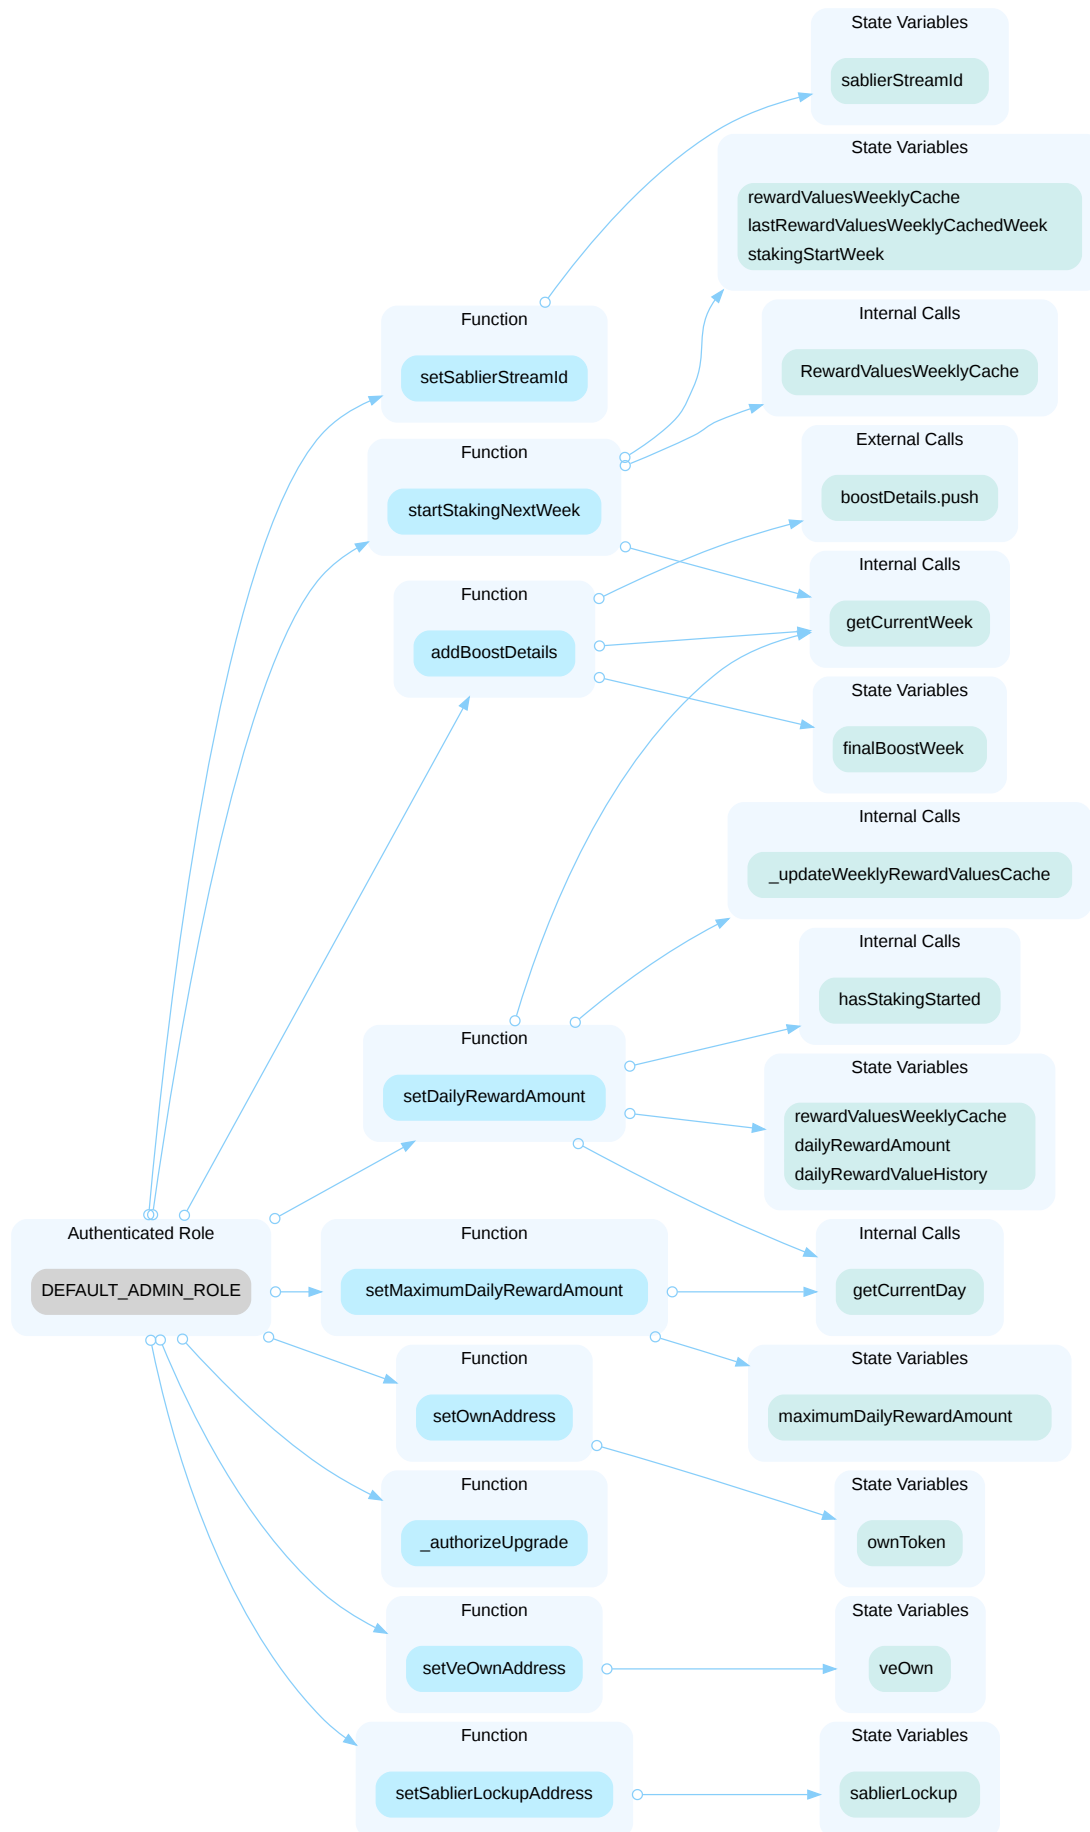 State Variables
sablierStreamId
State Variables
rewardValuesWeeklyCache
lastRewardValuesWeeklyCachedWeek
stakingStartWeek
Function
setSablierStreamId
Internal Calls
RewardValuesWeeklyCache
Function
startStakingNextWeek
External Calls
boostDetails.push
Function
addBoostDetails
Internal Calls
getCurrentWeek
State Variables
finalBoostWeek
Internal Calls
_updateWeeklyRewardValuesCache
Internal Calls
hasStakingStarted
Function
setDailyRewardAmount
State Variables
rewardValuesWeeklyCache
dailyRewardAmount
dailyRewardValueHistory
Authenticated Role
DEFAULT_ADMIN_ROLE
Function
setMaximumDailyRewardAmount
Internal Calls
getCurrentDay
Function
setOwnAddress
State Variables
maximumDailyRewardAmount
Function
_authorizeUpgrade
State Variables
ownToken
Function
setVeOwnAddress
State Variables
veOwn
Function
setSablierLockupAddress
State Variables
sablierLockup